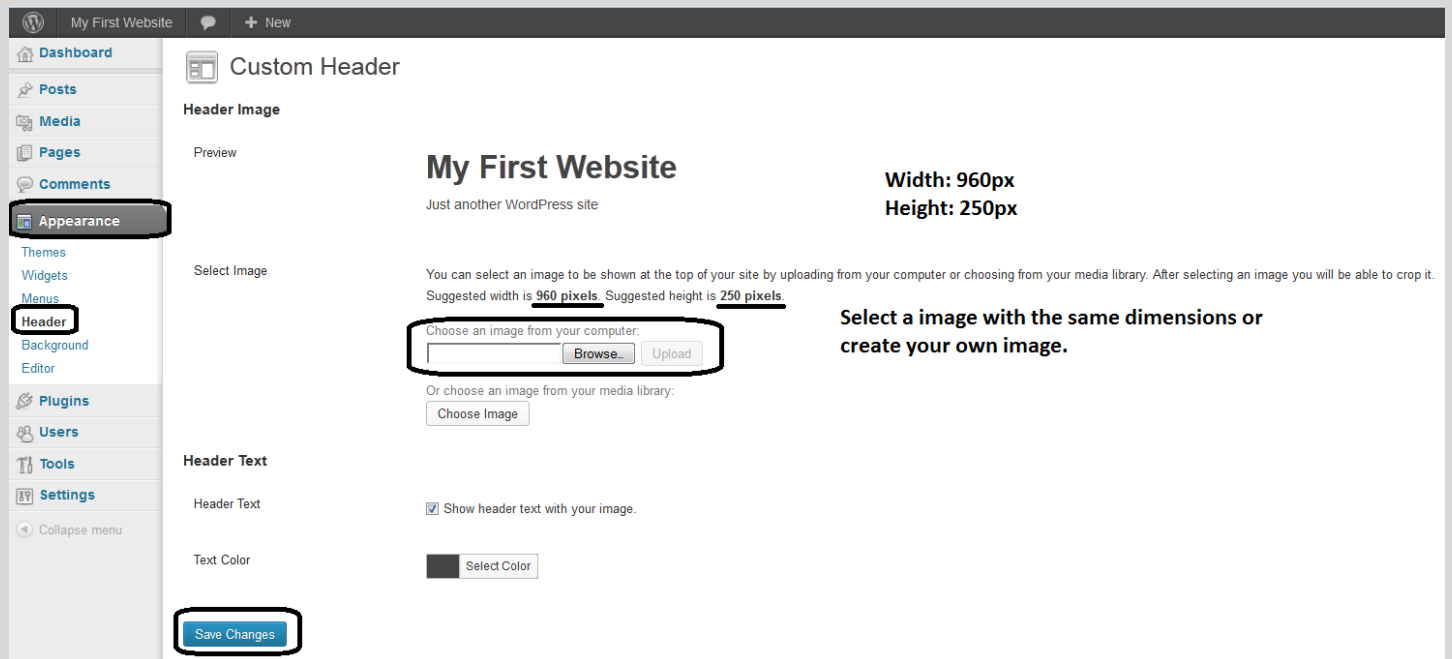 My First Website
New
Dashboard
Posts
Media
Pages
Comments
Appearance
Themes
Widgets
Menus
Header
Background
Editor
Plugins
Users
Tools
Settings
Collapse menu
Custom Header
Header Image
Preview
My First Website
Just another WordPress site
Width: 960px
Height: 250px
Select Image
You can select an image to be shown at the top of your site by uploading from your computer or choosing from your media library. After selecting an image you will be able to crop it.
Suggested width is 960 pixels. Suggested height is 250 pixels.
Select a image with the same dimensions or
create your own image.
Choose an image from your computer:
Browse... Upload
Or choose an image from your media library:
Choose Image
Header Text
Header Text
Show header text with your image.
Text Color
Select Color
Save Changes